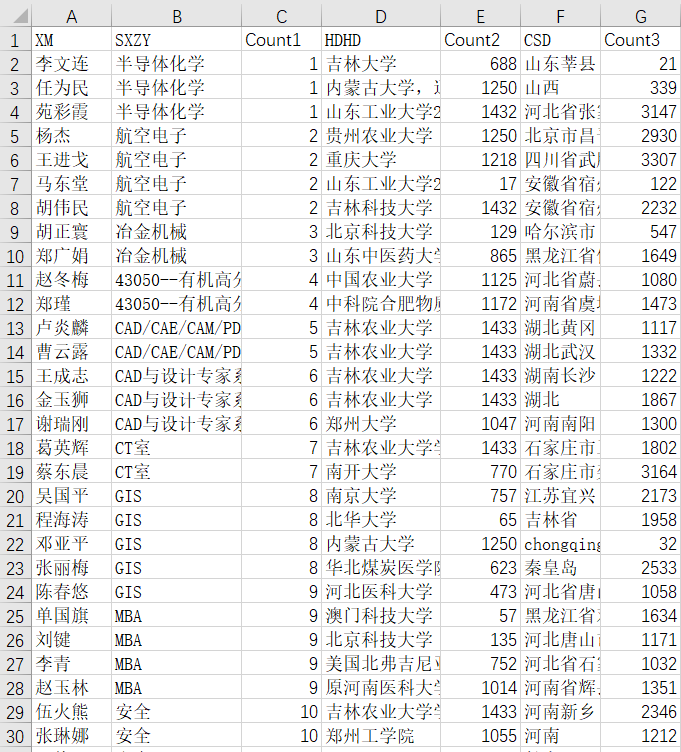 A B C D E F G
1 XM SXZY Count1 HDHD Count2 CSD Count3
2 李文连 半导体化学 1 吉林大学 688 山东莘县 21
3 任为民 半导体化学 1 内蒙古大学, 1250 山西 339
4 苑彩霞 半导体化学 1 山东工业大学2 1432 河北省张 3147
5 杨杰 航空电子 2 贵州农业大学 1250 北京市昌 2930
6 王进戈 航空电子 2 重庆大学 1218 四川省武 3307
7 马东堂 航空电子 2 山东工业大学2 17 安徽省宿 122
8 胡伟民 航空电子 2 吉林科技大学 1432 安徽省宿 2232
9 胡正寰 冶金机械 3 北京科技大学 129 哈尔滨市 547
10 郑广娟 冶金机械 3 山东中医药大学 865 黑龙江省 1649
11 赵冬梅 43050--有机高分 4 中国农业大学 1125 河北省蔚 1080
12 郑瑾 43050--有机高分 4 中科院合肥物质 1172 河南省虞 1473
13 卢炎麟 CAD/CAE/CAM/PD 5 吉林农业大学 1433 湖北黄冈 1117
14 曹云露 CAD/CAE/CAM/PD 5 吉林农业大学 1433 湖北武汉 1332
15 王成志 CAD与设计专家系 6 吉林农业大学 1433 湖南长沙 1222
16 金玉狮 CAD与设计专家系 6 吉林农业大学 1433 湖北 1867
17 谢瑞刚 CAD与设计专家系 6 郑州大学 1047 河南南阳 1300
18 葛英辉 CT室 7 吉林农业大学学 1433 石家庄市 1802
19 蔡东晨 CT室 7 南开大学 770 石家庄市 3164
20 吴国平 GIS 8 南京大学 757 江苏宜兴 2173
21 程海涛 GIS 8 北华大学 65 吉林省 1958
22 邓亚平 GIS 8 内蒙古大学 1250 chongqing 32
23 张丽梅 GIS 8 华北煤炭医学院 623 秦皇岛 2533
24 陈春悠 GIS 9 河北医科大学 473 河北省唐 1058
25 单国旗 MBA 9 澳门科技大学 57 黑龙江省 1634
26 刘键 MBA 9 北京科技大学 135 河北唐山 1171
27 李青 MBA 9 美国北弗吉尼亚 752 河北省石 1032
28 赵玉林 MBA 9 原河南医科大学 1014 河南省辉 1351
29 伍火熊 安全 10 吉林农业大学学 1433 河南新乡 2346
30 张琳娜 安全 10 郑州工学院 1055 河南 1212